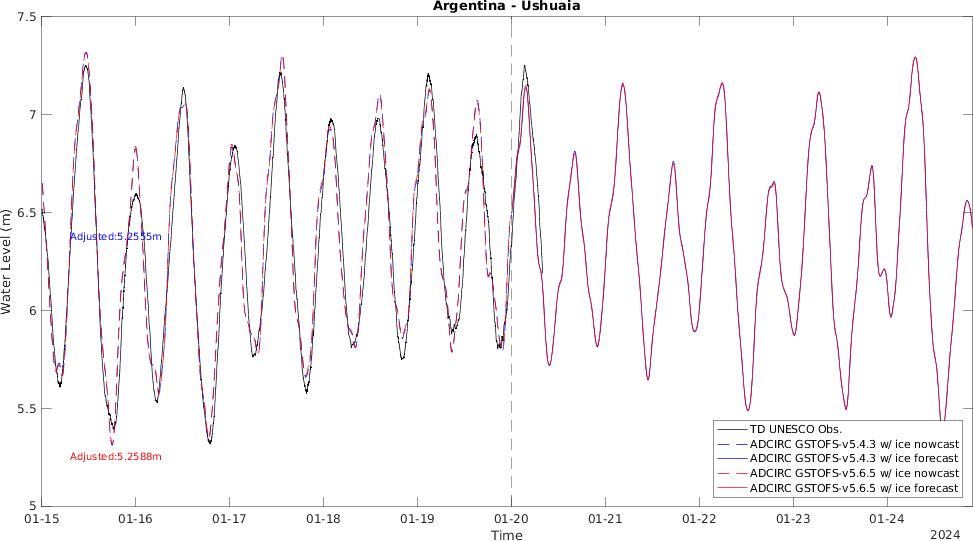 Argentina - Ushuaia
7.5
7
6.5
6
5.5
5
Water Level (m)
Adjusted:5.2555m
Adjusted:5.2588m
TD UNESCO Obs.
ADCIRC GSTOFS-v5.4.3 w/ ice nowcast
ADCIRC GSTOFS-v5.4.3 w/ ice forecast
ADCIRC GSTOFS-v5.6.5 w/ ice nowcast
ADCIRC GSTOFS-v5.6.5 w/ ice forecast
01-15 01-16 01-17 01-18 01-19 01-20 01-21 01-22 01-23 01-24
Time
2024